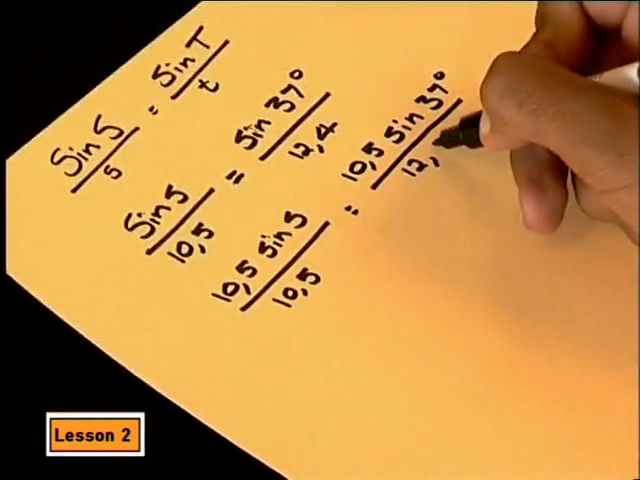 Sin S / s = Sin T / t
Sin S / 10,5 = Sin 37° / 12,4
10,5 Sin S / 10,5 = 10,5 Sin 37° / 12,
Lesson 2